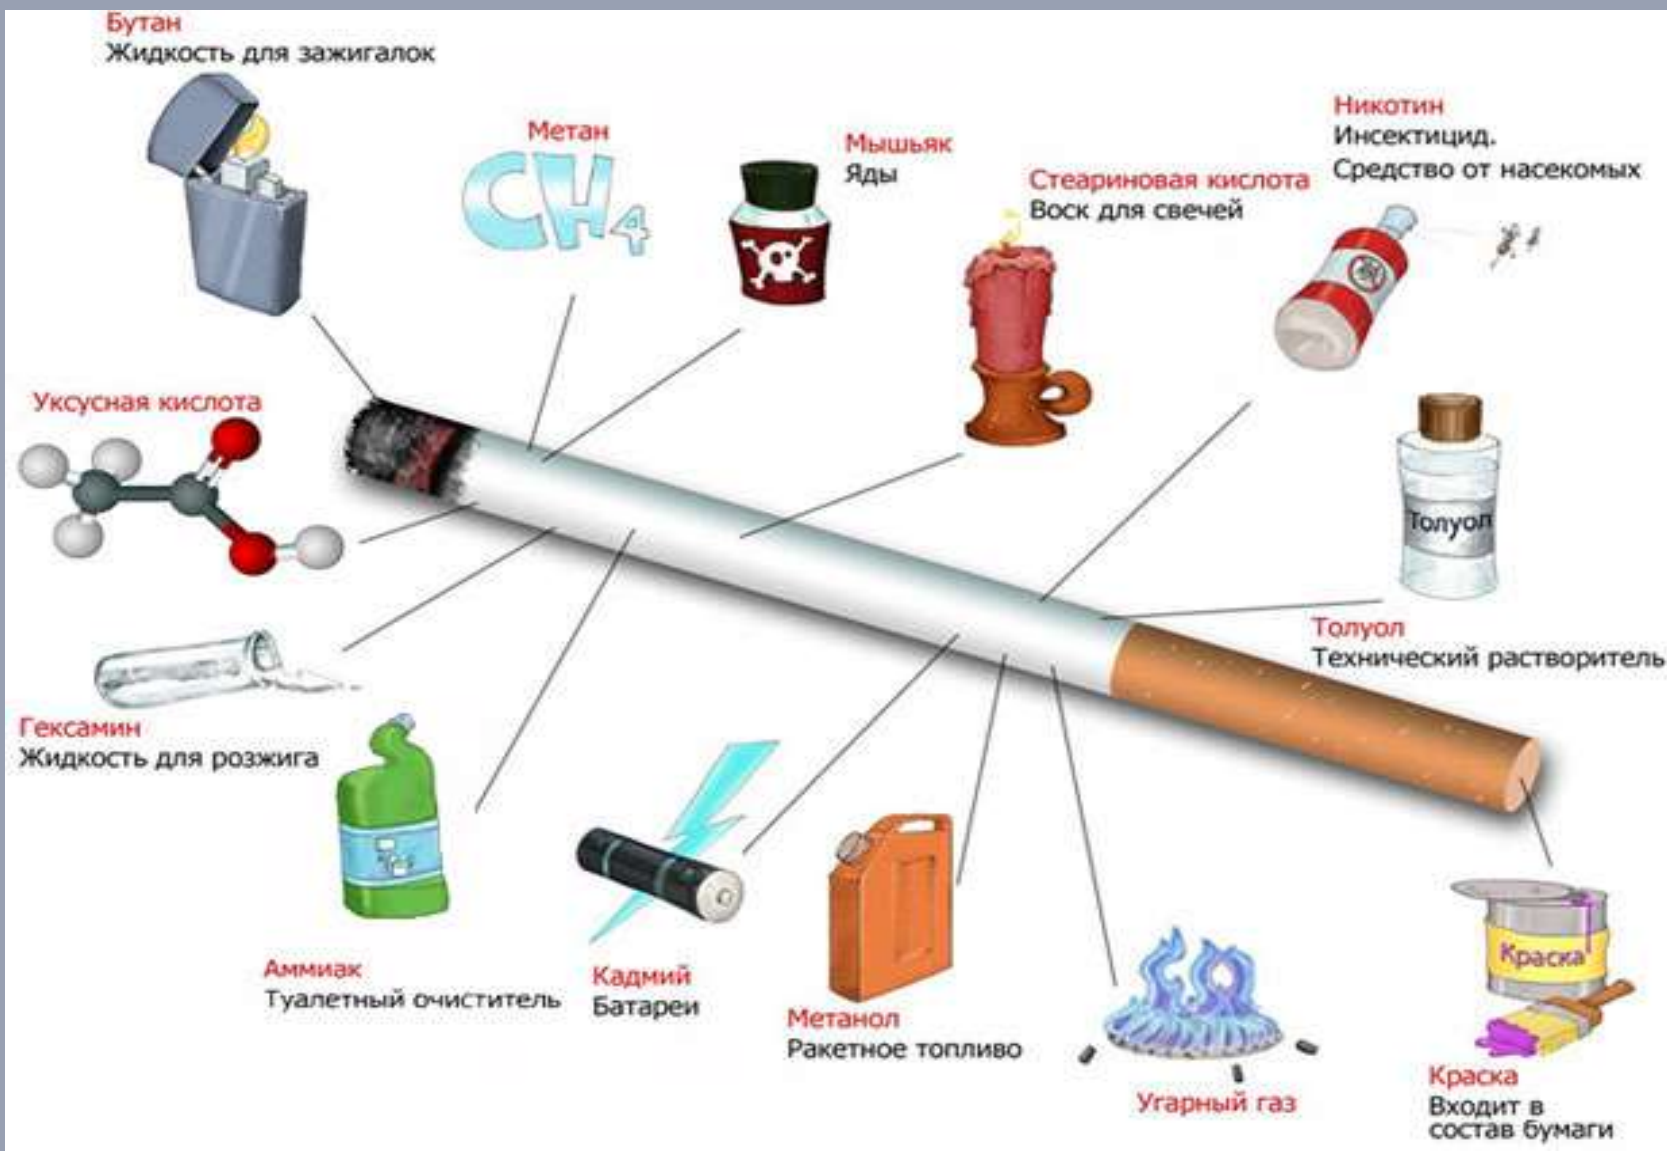 Бутан
Жидкость для зажигалок
Метан
CH4
Мышьяк
Яды
Стеариновая кислота
Воск для свечей
Никотин
Инсектицид.
Средство от насекомых
Уксусная кислота
Толуол
Толуол
Технический растворитель
Гексамин
Жидкость для розжига
Аммиак
Туалетный очиститель
Кадмий
Батареи
Метанол
Ракетное топливо
Угарный газ
Краска
Краска
Входит в
состав бумаги